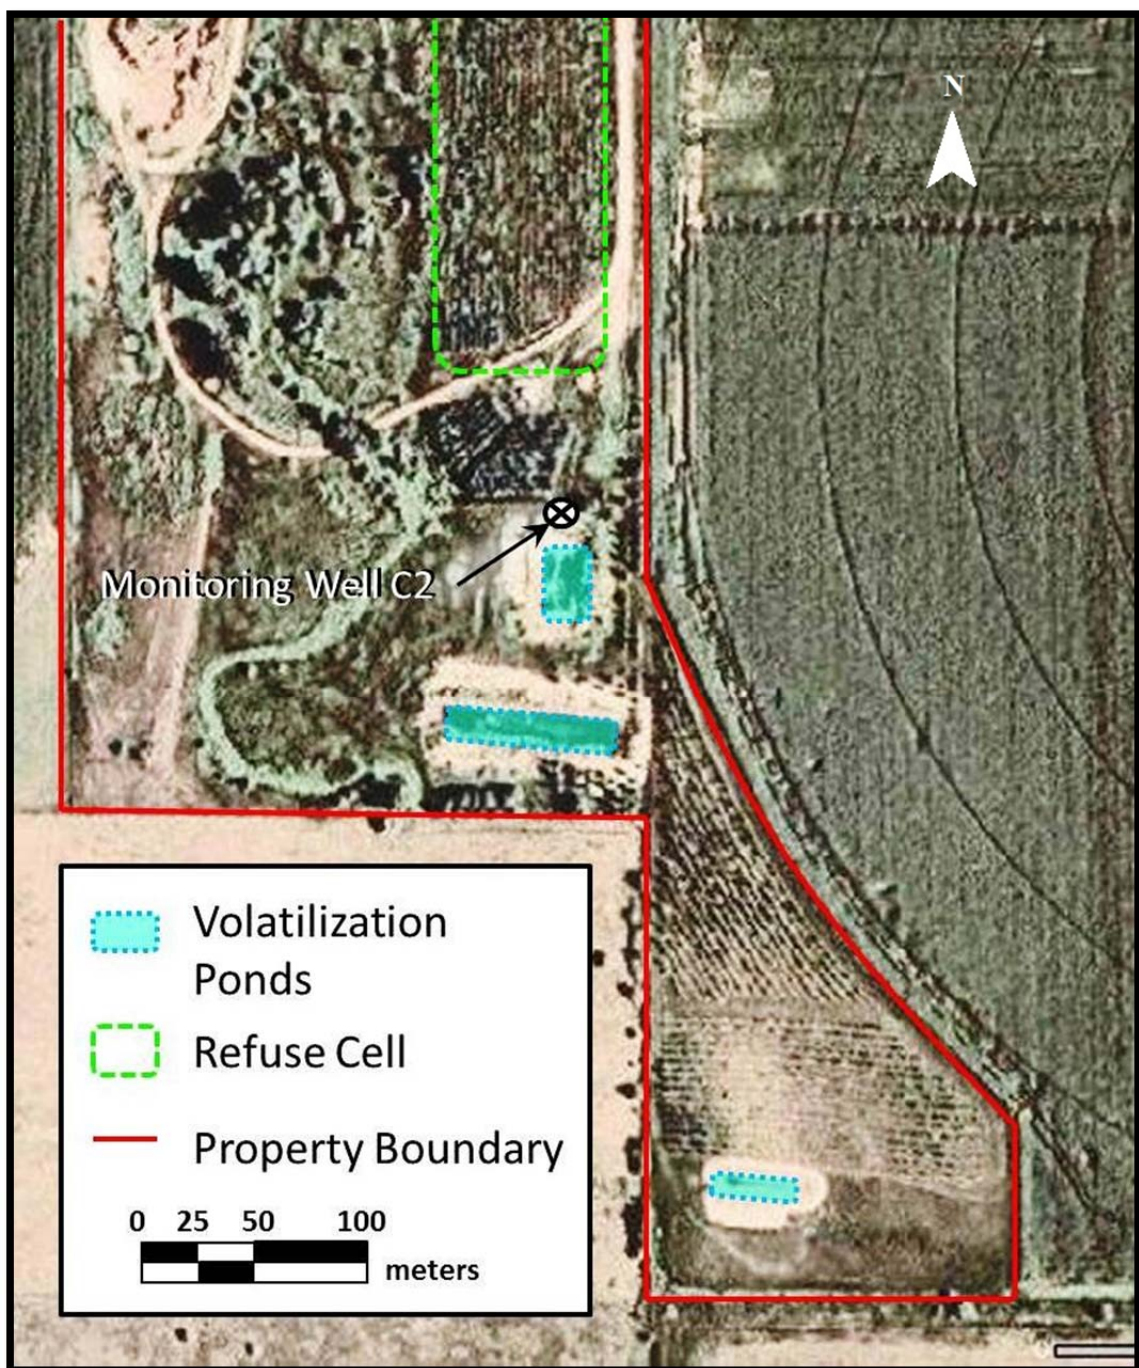 N
Monitoring Well C2
Volatilization
Ponds
Refuse Cell
Property Boundary
0 25 50 100
meters